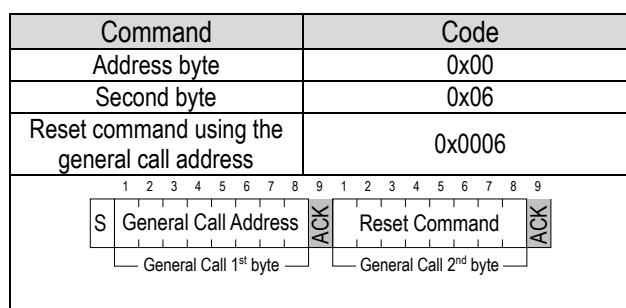 Command Code
Address byte 0x00
Second byte 0x06
Reset command using the
general call address 0x0006
1 2 3 4 5 6 7 8 9 1 2 3 4 5 6 7 8 9
S General Call Address ACK Reset Command ACK
General Call 1st byte General Call 2nd byte